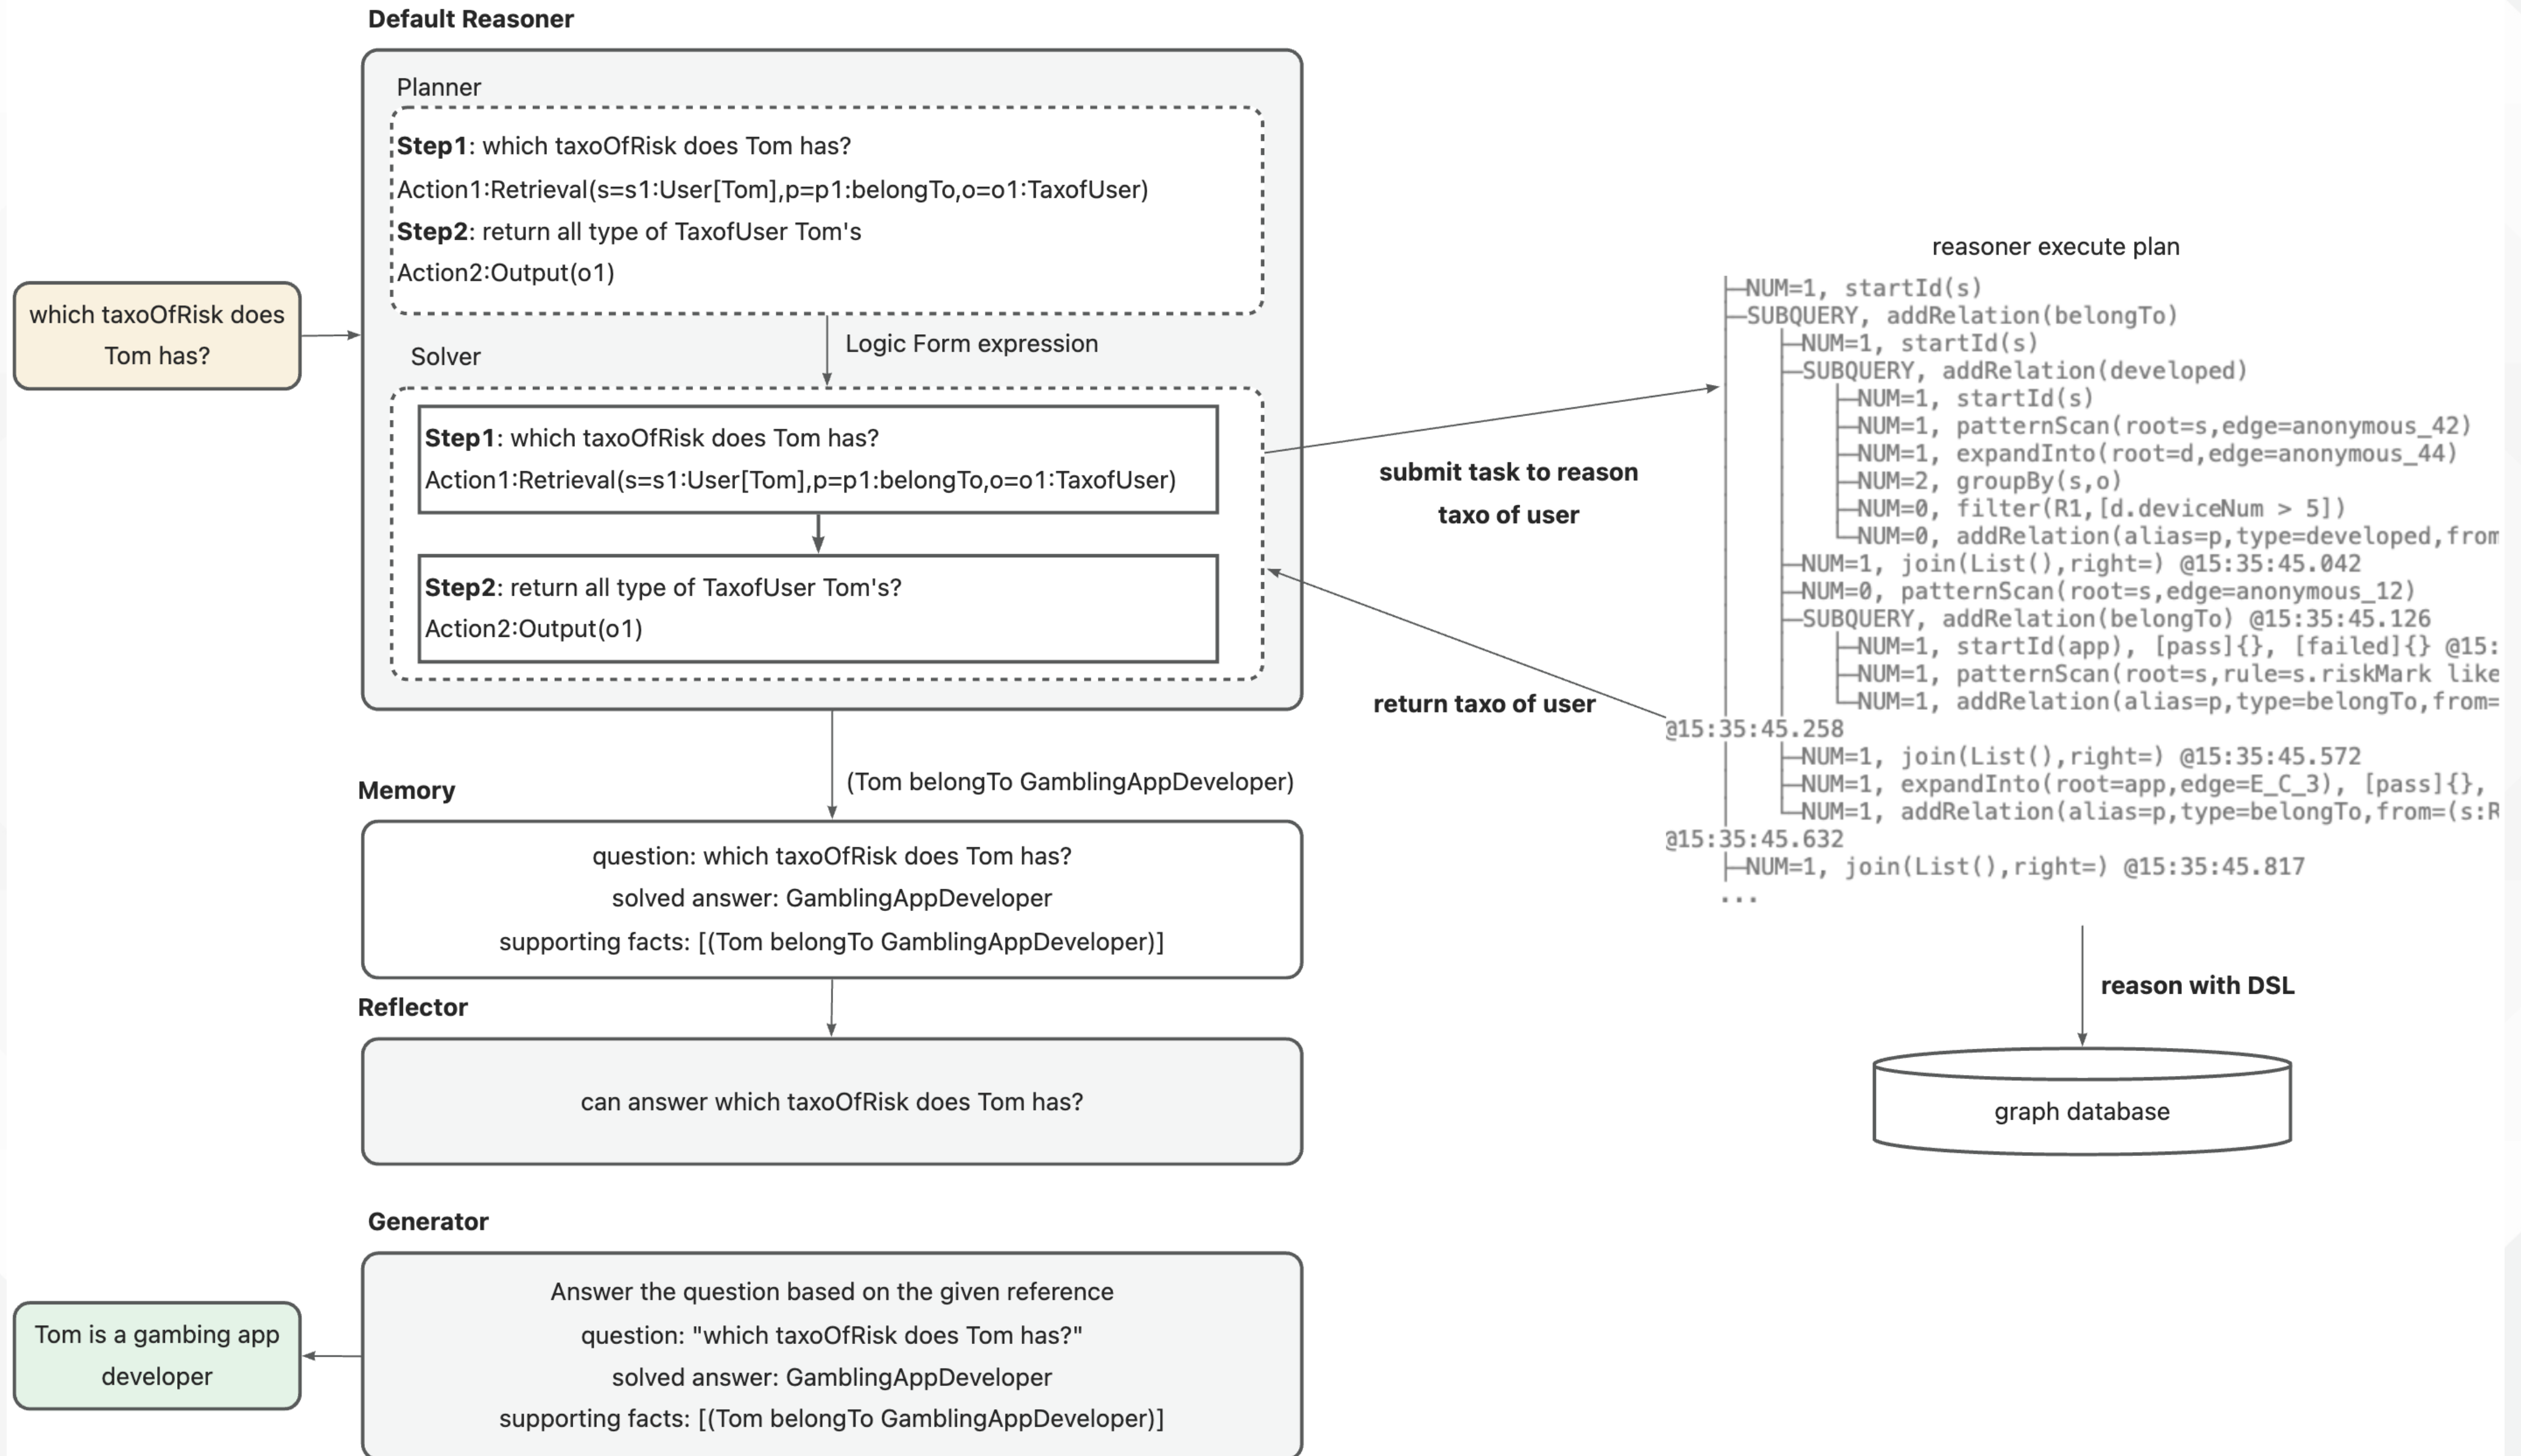 Default Reasoner
Planner
Step1: which taxoOfRisk does Tom has?
Action1:Retrieval(s=s1:User[Tom],p=p1:belongTo,o=o1:TaxofUser)
Step2: return all type of TaxofUser Tom's
Action2:Output(o1)
which taxoOfRisk does
Tom has?
Logic Form expression
Solver
Step1: which taxoOfRisk does Tom has?
Action1:Retrieval(s=s1:User[Tom],p=p1:belongTo,o=o1:TaxofUser)
Step2: return all type of TaxofUser Tom's?
Action2:Output(o1)
submit task to reason
taxo of user
return taxo of user
reasoner execute plan
NUM=1, startId(s)
SUBQUERY, addRelation(belongTo)
NUM=1, startId(s)
SUBQUERY, addRelation(developed)
NUM=1, startId(s)
NUM=1, patternScan(root=s,edge=anonymous_42)
NUM=1, expandInto(root=d,edge=anonymous_44)
NUM=2, groupBy(s,o)
NUM=0, filter(R1,[d.deviceNum > 5])
NUM=0, addRelation(alias=p,type=developed,from
NUM=1, join(List(),right=) @15:35:45.042
NUM=0, patternScan(root=s,edge=anonymous_12)
SUBQUERY, addRelation(belongTo) @15:35:45.126
NUM=1, startId(app), [pass]{}, [failed]{} @15:
NUM=1, patternScan(root=s,rule=s.riskMark like
NUM=1, addRelation(alias=p,type=belongTo,from=
@15:35:45.258
NUM=1, join(List(),right=) @15:35:45.572
NUM=1, expandInto(root=app,edge=E_C_3), [pass]{},
NUM=1, addRelation(alias=p,type=belongTo,from=(s:R
@15:35:45.632
NUM=1, join(List(),right=) @15:35:45.817
...
reason with DSL
graph database
(Tom belongTo GamblingAppDeveloper)
Memory
question: which taxoOfRisk does Tom has?
solved answer: GamblingAppDeveloper
supporting facts: [(Tom belongTo GamblingAppDeveloper)]
Reflector
can answer which taxoOfRisk does Tom has?
Generator
Answer the question based on the given reference
question: "which taxoOfRisk does Tom has?"
solved answer: GamblingAppDeveloper
supporting facts: [(Tom belongTo GamblingAppDeveloper)]
Tom is a gambing app
developer